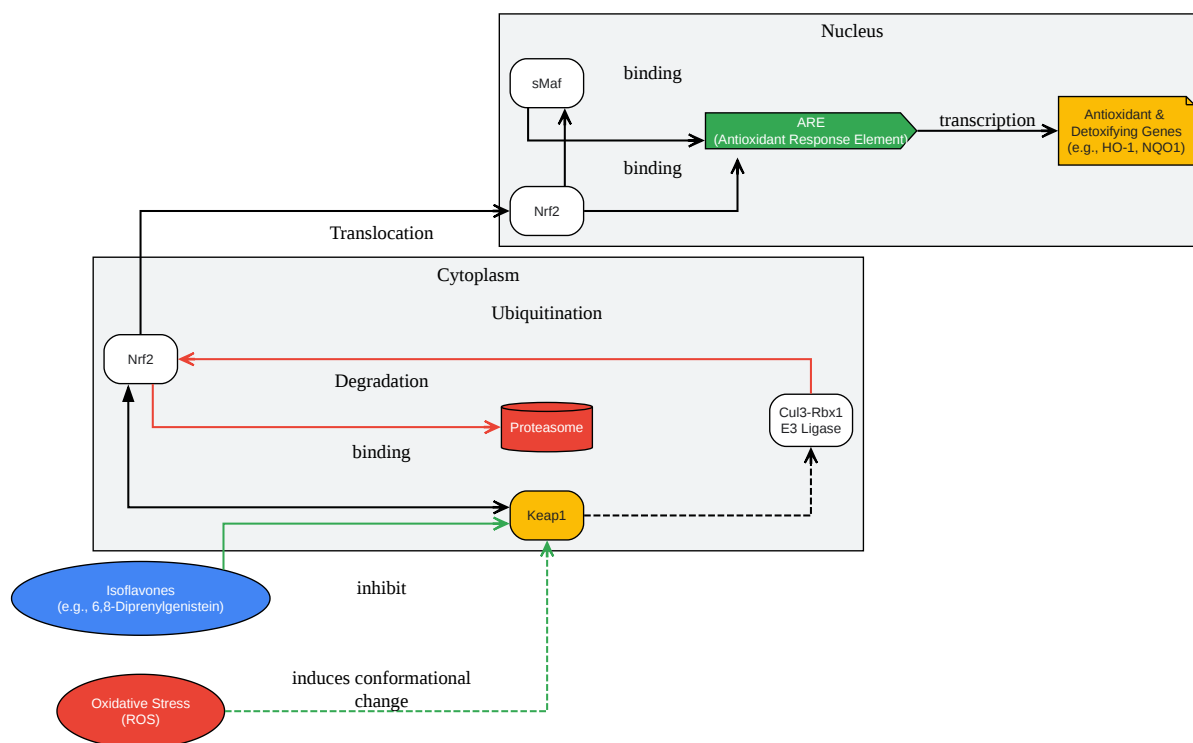 Nucleus
sMaf
binding
ARE
(Antioxidant Response Element)
transcription
Antioxidant &
Detoxifying Genes
(e.g., HO-1, NQO1)
binding
Nrf2
Translocation
Cytoplasm
Ubiquitination
Nrf2
Degradation
Proteasome
Cul3-Rbx1
E3 Ligase
binding
Keap1
Isoflavones
(e.g., 6,8-Diprenylgenistein)
inhibit
induces conformational
change
Oxidative Stress
(ROS)